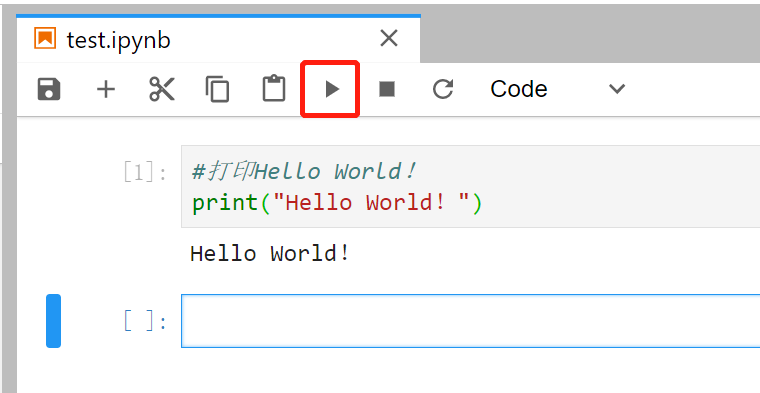 test.ipynb
Code
[1]:
#打印Hello World！
print("Hello World！")
Hello World！
[ ]: